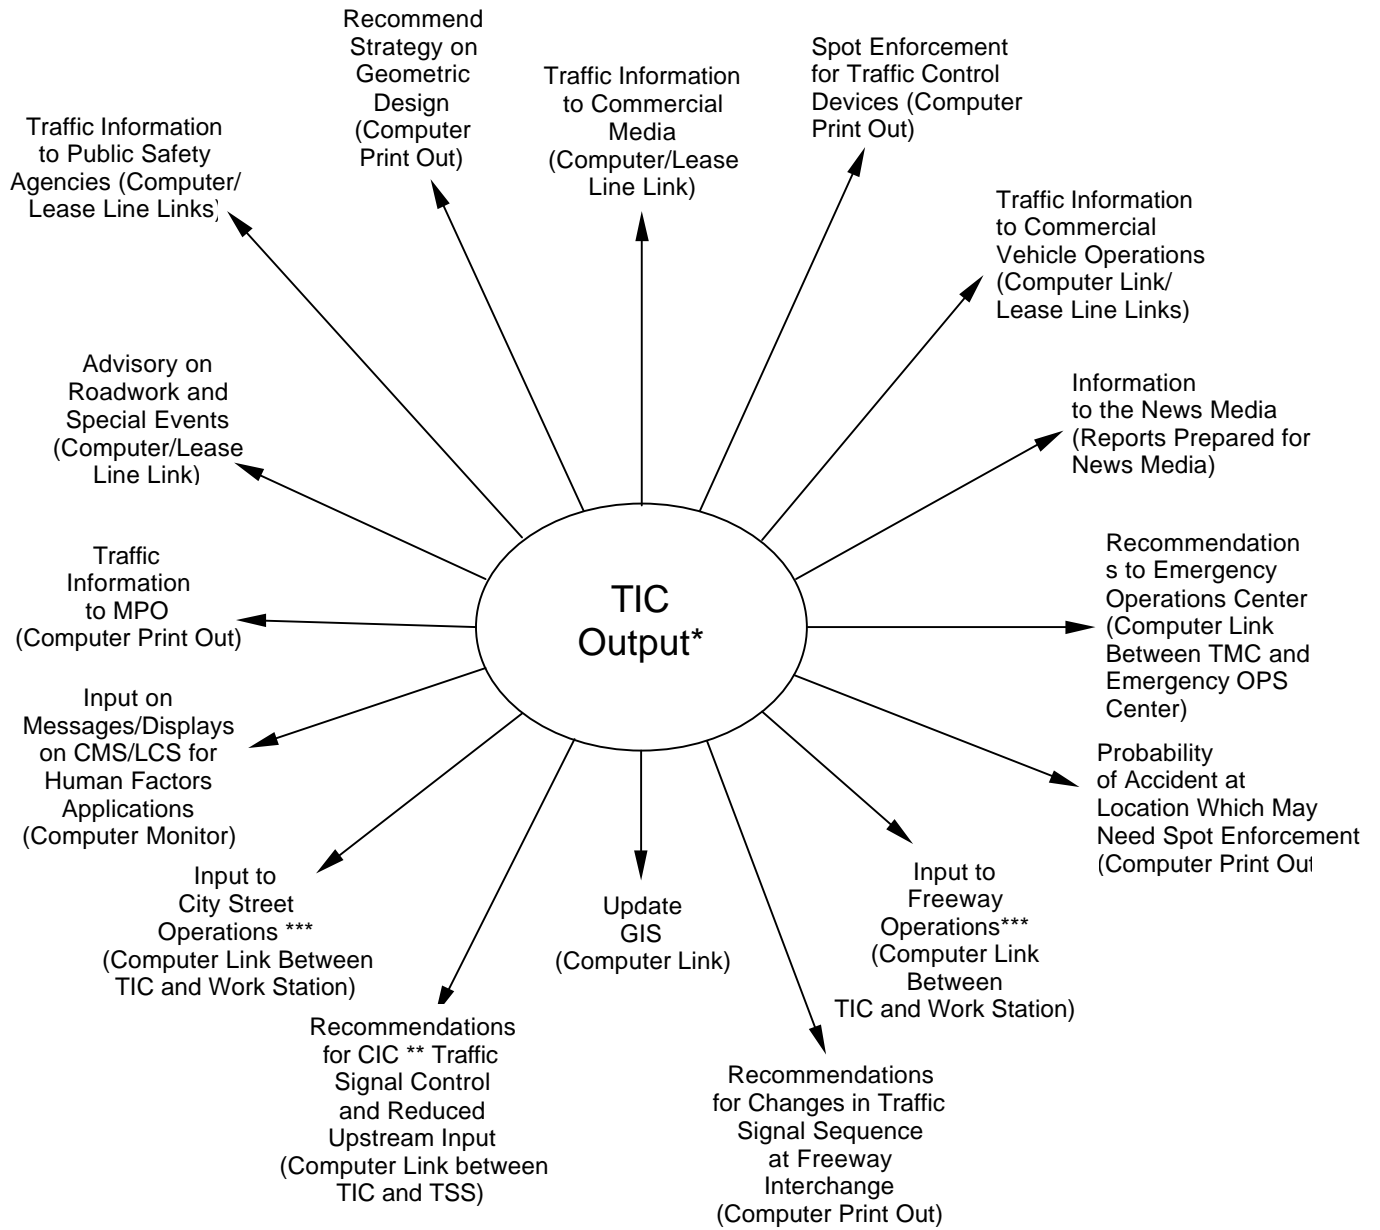 Recommend
Strategy on
Geometric
Design
(Computer
Print Out)
Traffic Information
to Commercial
Media
(Computer/Lease
Line Link)
Spot Enforcement
for Traffic Control
Devices (Computer
Print Out)
Traffic Information
to Public Safety
Agencies (Computer/
Lease Line Links)
Traffic Information
to Commercial
Vehicle Operations
(Computer Link/
Lease Line Links)
Advisory on
Roadwork and
Special Events
(Computer/Lease
Line Link)
Information
to the News Media
(Reports Prepared for
News Media)
Traffic
Information
to MPO
(Computer Print Out)
TIC
Output*
Recommendation
s to Emergency
Operations Center
(Computer Link
Between TMC and
Emergency OPS
Center)
Input on
Messages/Displays
on CMS/LCS for
Human Factors
Applications
(Computer Monitor)
Probability
of Accident at
Location Which May
Need Spot Enforcement
(Computer Print Out
Input to
City Street
Operations ***
(Computer Link Between
TIC and Work Station)
Update
GIS
(Computer Link)
Input to
Freeway
Operations***
(Computer Link
Between
TIC and Work Station)
Recommendations
for CIC ** Traffic
Signal Control
and Reduced
Upstream Input
(Computer Link between
TIC and TSS)
Recommendations
for Changes in Traffic
Signal Sequence
at Freeway
Interchange
(Computer Print Out)